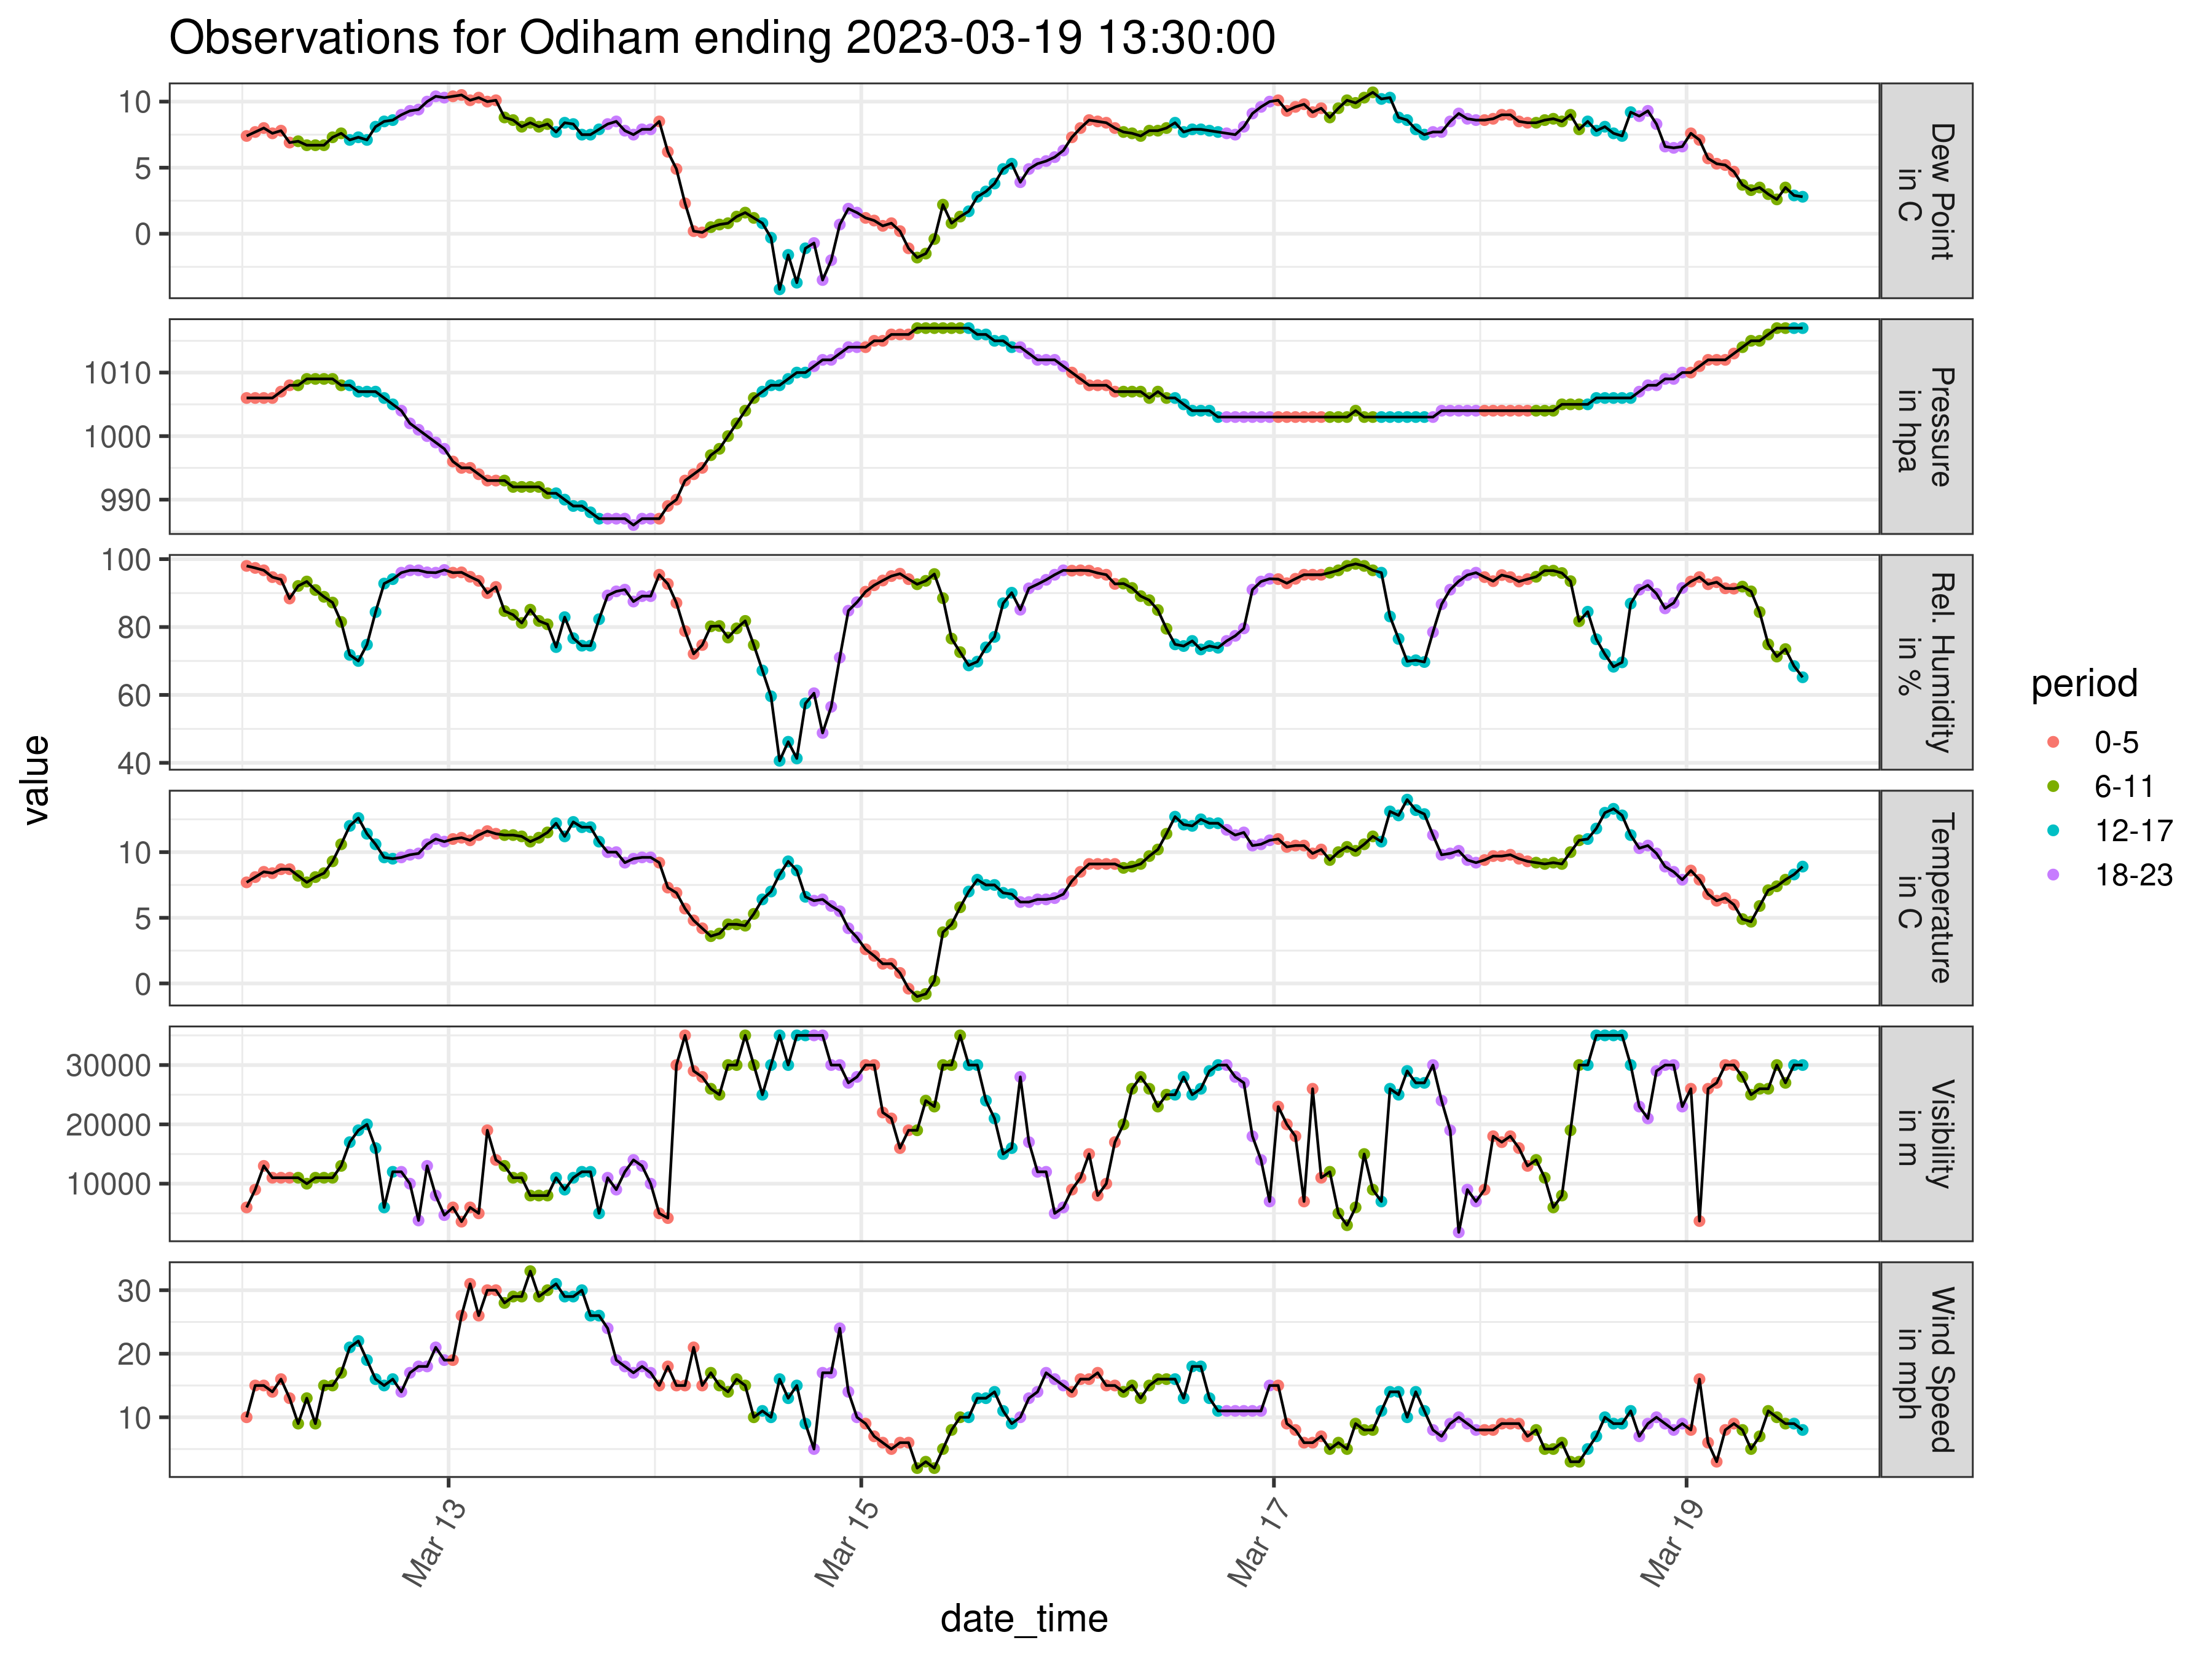 Observations for Odiham ending 2023-03-19 13:30:00
value
10
5
0
Dew Point
in C
1010
1000
990
Pressure
in hpa
100
80
60
40
Rel. Humidity
in %
10
5
0
Temperature
in C
30000
20000
10000
Visibility
in m
30
20
10
Wind Speed
in mph
Mar 13
Mar 15
Mar 17
Mar 19
date_time
period
0-5
6-11
12-17
18-23